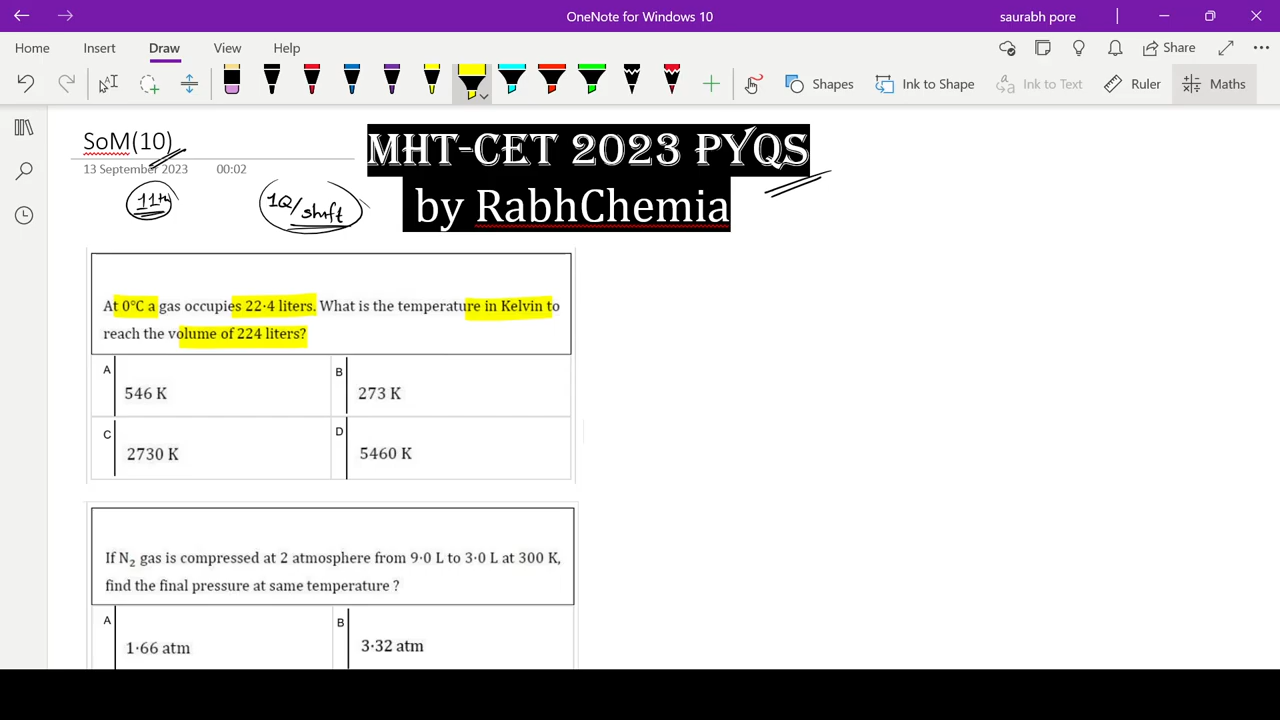 OneNote for Windows 10
saurabh pore
Home
Insert
Draw
View
Help
Share
Shapes
Ink to Shape
Ink to Text
Ruler
Maths
SoM(10)
13 September 2023 00:02
MHT-CET 2023 PYQS
by RabhChemia
11th
1Q/shift
At 0°C a gas occupies 22·4 liters. What is the temperature in Kelvin to
reach the volume of 224 liters?
A
546 K
B
273 K
C
2730 K
D
5460 K
If N₂ gas is compressed at 2 atmosphere from 9·0 L to 3·0 L at 300 K,
find the final pressure at same temperature ?
A
1·66 atm
B
3·32 atm